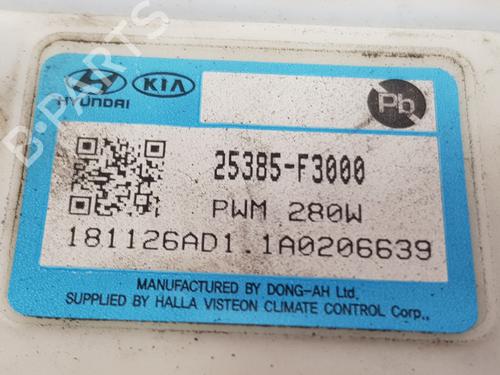 HYUNDAI
KIA
Pb
25385-F3000
PWM 280W
181126AD1.1A0206639
MANUFACTURED BY DONG-AH Ltd.
SUPPLIED BY HALLA VISTEON CLIMATE CONTROL Corp..
B-PARTS